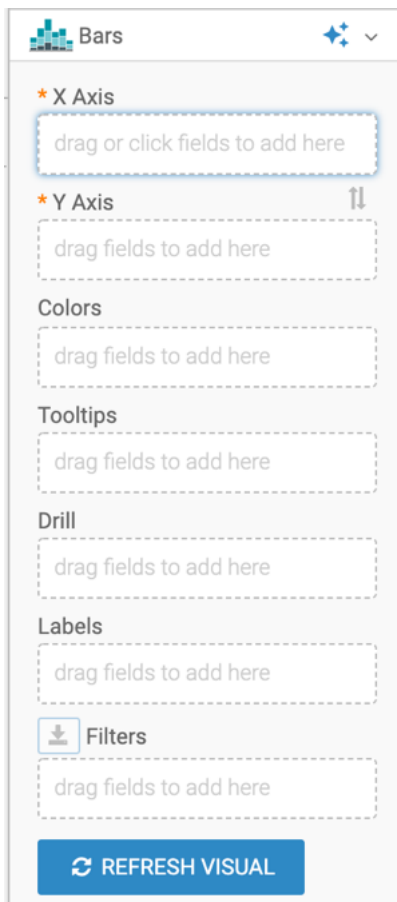 Bars
* X Axis
drag or click fields to add here
* Y Axis
drag fields to add here
Colors
drag fields to add here
Tooltips
drag fields to add here
Drill
drag fields to add here
Labels
drag fields to add here
Filters
drag fields to add here
REFRESH VISUAL